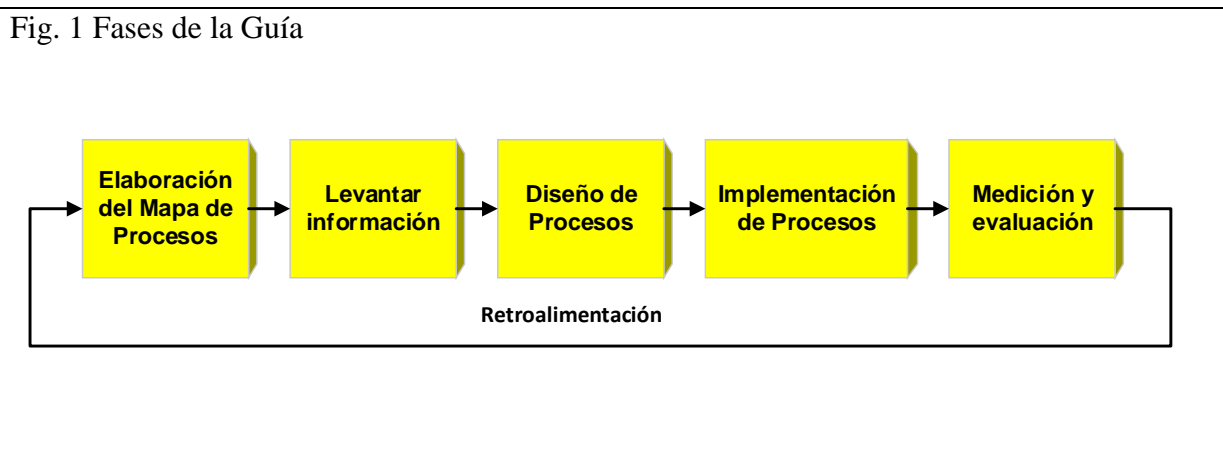 Fig. 1 Fases de la Guía
Elaboración
del Mapa de
Procesos
Levantar
información
Diseño de
Procesos
Implementación
de Procesos
Medición y
evaluación
Retroalimentación